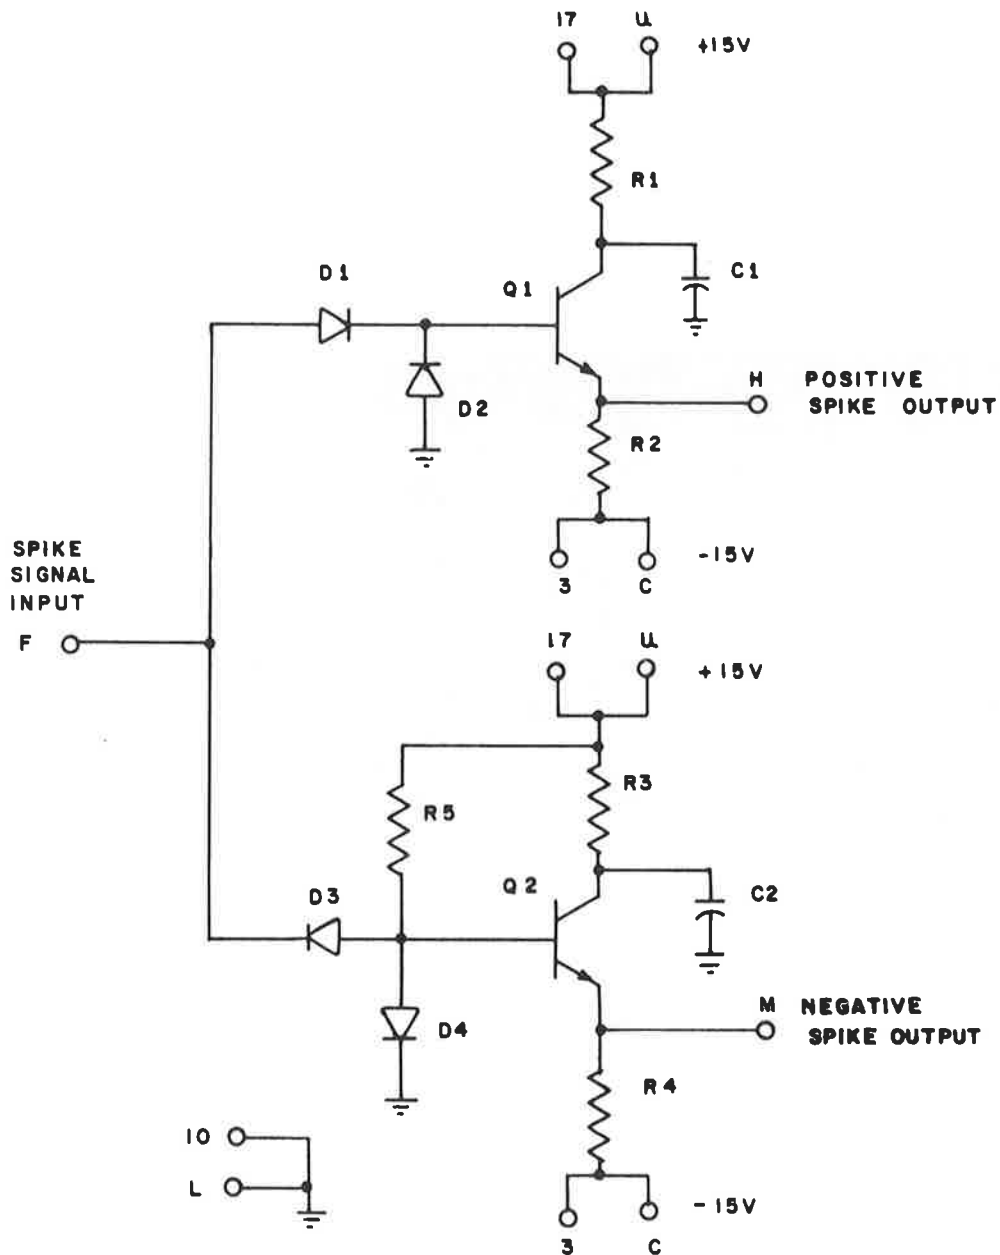 17 U +15V
R1
D1
Q1
C1
D2
H POSITIVE
SPIKE OUTPUT
R2
SPIKE
SIGNAL
INPUT
F
-15V
3 C
17 U
+15V
R3
R5
D3
Q2
C2
D4
M NEGATIVE
SPIKE OUTPUT
R4
10
L
-15V
3 C